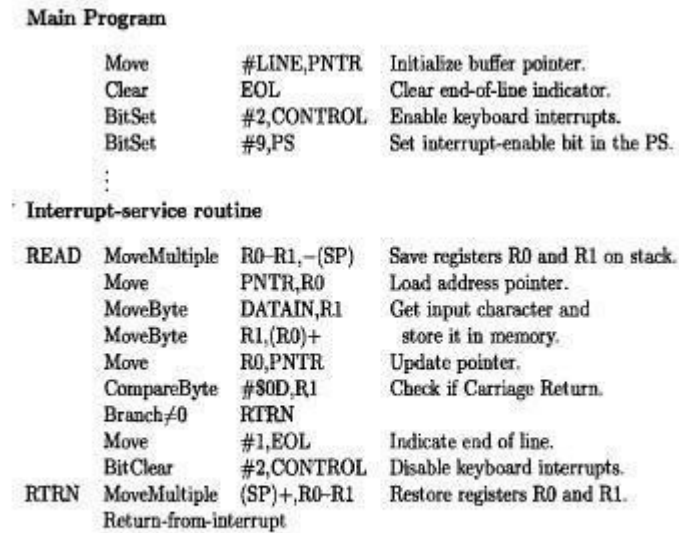 Main Program
Move #LINE,PNTR Initialize buffer pointer.
Clear EOL Clear end-of-line indicator.
BitSet #2,CONTROL Enable keyboard interrupts.
BitSet #9,PS Set interrupt-enable bit in the PS.
⋮
Interrupt-service routine
READ MoveMultiple R0–R1,−(SP) Save registers R0 and R1 on stack.
Move PNTR,R0 Load address pointer.
MoveByte DATAIN,R1 Get input character and
MoveByte R1,(R0)+ store it in memory.
Move R0,PNTR Update pointer.
CompareByte #$0D,R1 Check if Carriage Return.
Branch≠0 RTRN
Move #1,EOL Indicate end of line.
BitClear #2,CONTROL Disable keyboard interrupts.
RTRN MoveMultiple (SP)+,R0–R1 Restore registers R0 and R1.
Return-from-interrupt